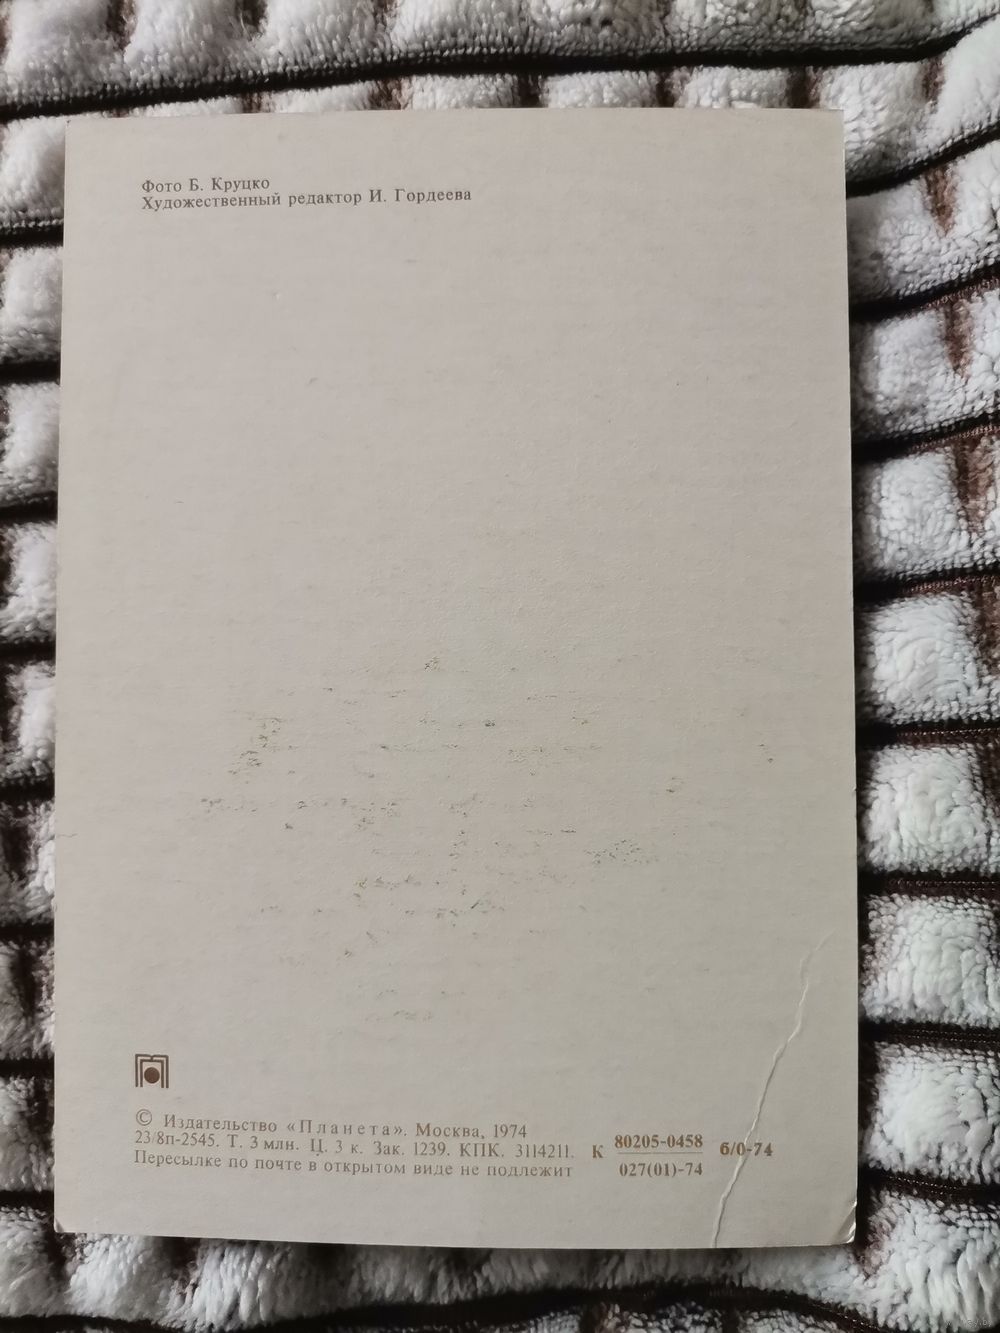 Фото Б. Круцко
Художественный редактор И. Гордеева
© Издательство «Планета». Москва, 1974
23/8п-2545. Т. 3 млн. Ц. 3 к. Зак. 1239. КПК. 3114211. К 80205-0458 б/0-74
027(01)-74
Пересылке по почте в открытом виде не подлежит